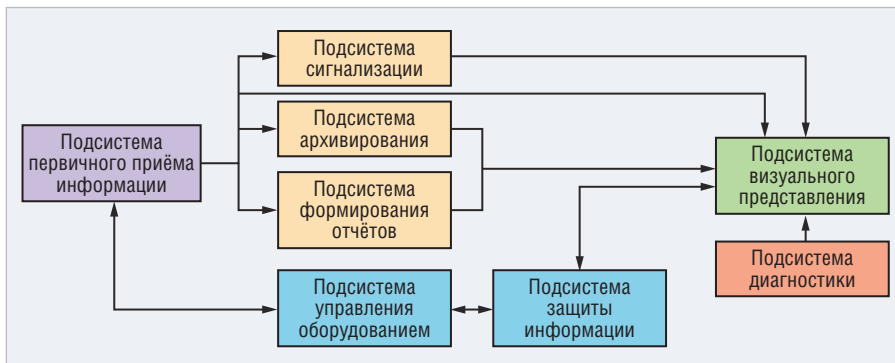 Подсистема
сигнализации
Подсистема
архивирования
Подсистема
первичного приёма
информации
Подсистема
формирования
отчётов
Подсистема
визуального
представления
Подсистема
диагностики
Подсистема
управления
оборудованием
Подсистема
защиты
информации